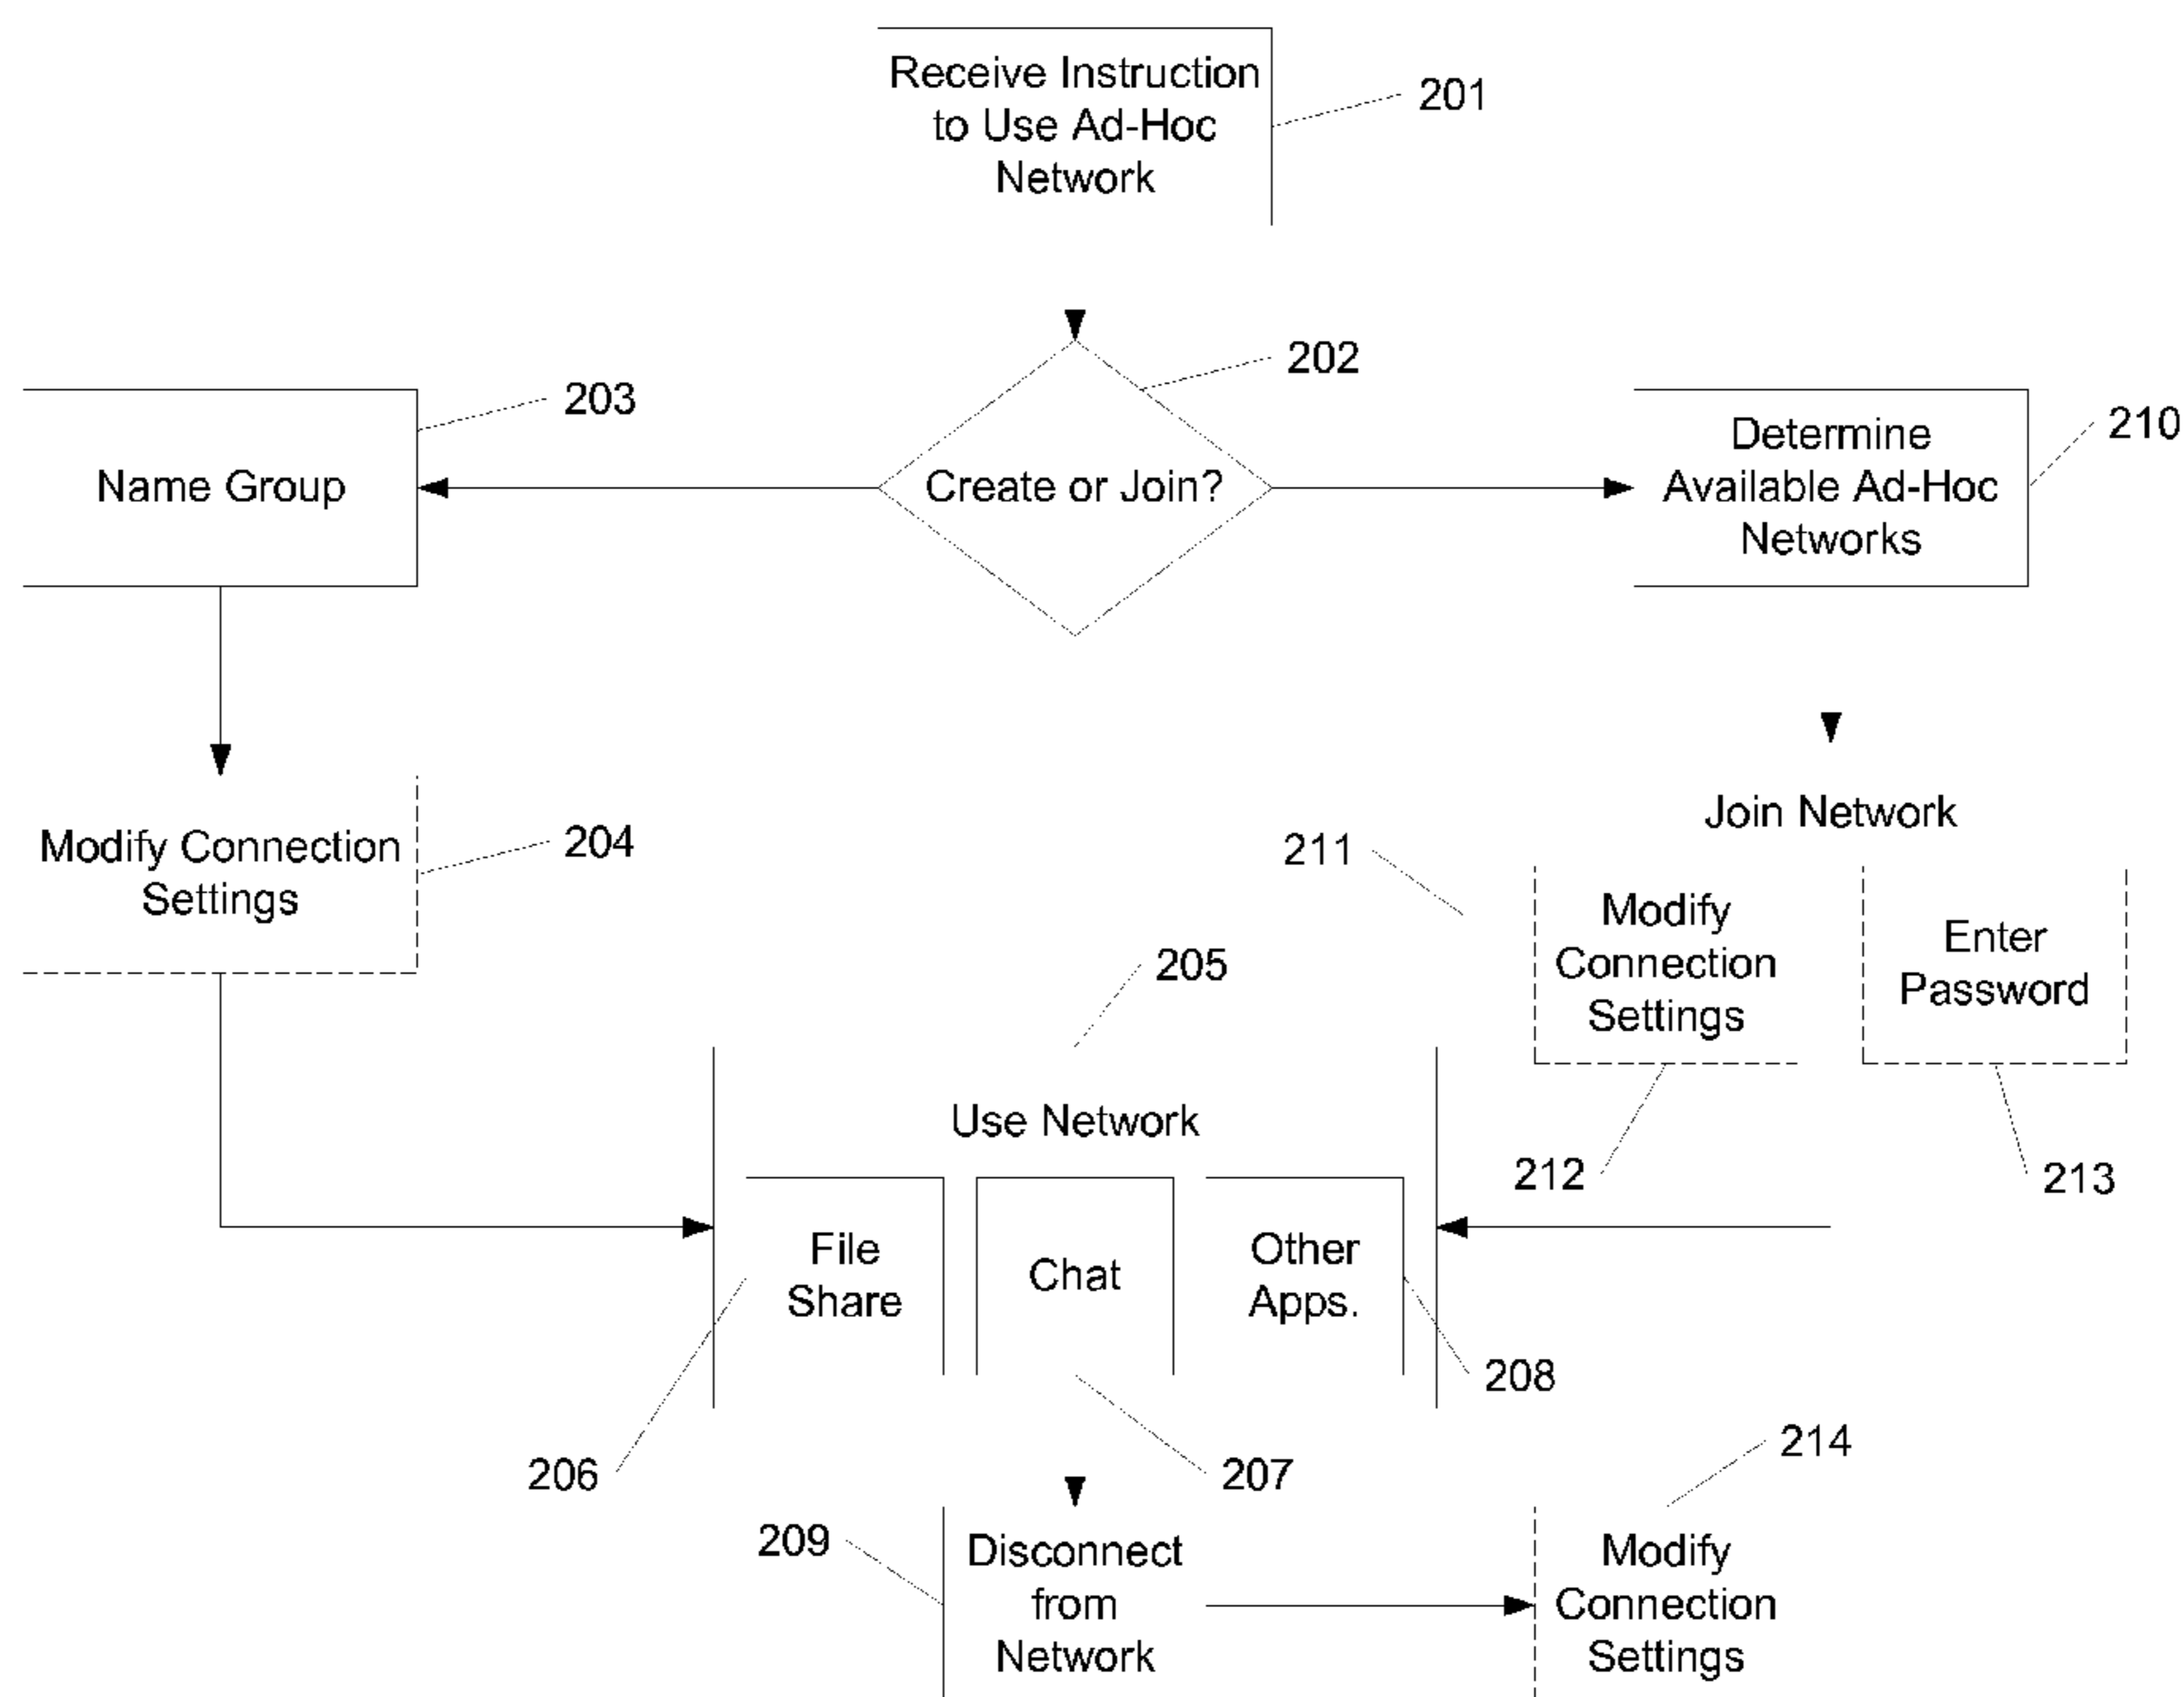 Receive Instruction
to Use Ad-Hoc
Network
201
202
Create or Join?
203
Name Group
210
Determine
Available Ad-Hoc
Networks
204
Modify Connection
Settings
Join Network
211
Modify
Connection
Settings
Enter
Password
212
213
205
Use Network
File
Share
Chat
Other
Apps.
206
207
208
209
Disconnect
from
Network
214
Modify
Connection
Settings